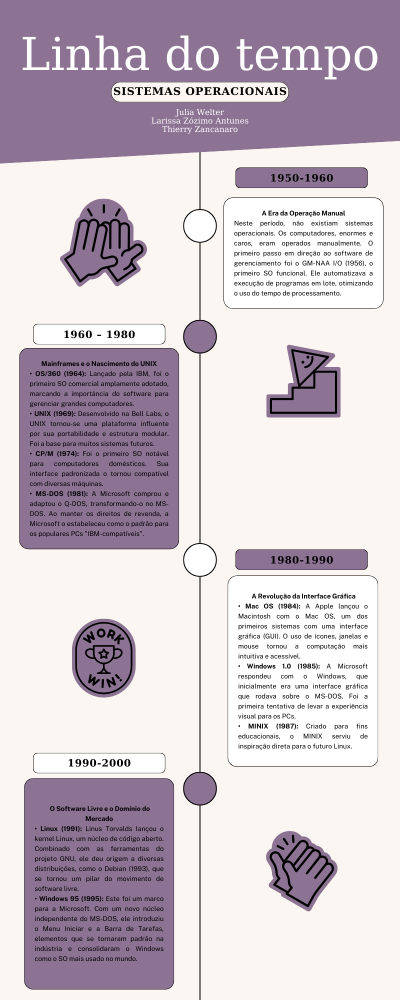 Linha do tempo
SISTEMAS OPERACIONAIS
Julia Welter
Larissa Zózimo Antunes
Thierry Zancanaro
1950-1960
A Era da Operação Manual
Neste período, não existiam sistemas
operacionais. Os computadores, enormes e
caros, eram operados manualmente. O
primeiro passo em direção ao software de
gerenciamento foi o GM-NAA I/O (1956), o
primeiro SO funcional. Ele automatizava a
execução de programas em lote, otimizando
o uso do tempo de processamento.
1960 – 1980
Mainframes e o Nascimento do UNIX
• OS/360 (1964): Lançado pela IBM, foi o
primeiro SO comercial amplamente adotado,
marcando a importância do software para
gerenciar grandes computadores.
• UNIX (1969): Desenvolvido na Bell Labs, o
UNIX tornou-se uma plataforma influente
por sua portabilidade e estrutura modular.
Foi a base para muitos sistemas futuros.
• CP/M (1974): Foi o primeiro SO notável
para computadores domésticos. Sua
interface padronizada o tornou compatível
com diversas máquinas.
• MS-DOS (1981): A Microsoft comprou e
adaptou o Q-DOS, transformando-o no MS-
DOS. Ao manter os direitos de revenda, a
Microsoft o estabeleceu como o padrão para
os populares PCs "IBM-compatíveis".
1980-1990
A Revolução da Interface Gráfica
• Mac OS (1984): A Apple lançou o
Macintosh com o Mac OS, um dos
primeiros sistemas com uma interface
gráfica (GUI). O uso de ícones, janelas e
mouse tornou a computação mais
intuitiva e acessível.
• Windows 1.0 (1985): A Microsoft
respondeu com o Windows, que
inicialmente era uma interface gráfica
que rodava sobre o MS-DOS. Foi a
primeira tentativa de levar a experiência
visual para os PCs.
• MINIX (1987): Criado para fins
educacionais, o MINIX serviu de
inspiração direta para o futuro Linux.
WORK
WIN!
1990-2000
O Software Livre e o Domínio do
Mercado
• Linux (1991): Linus Torvalds lançou o
kernel Linux, um núcleo de código aberto.
Combinado com as ferramentas do
projeto GNU, ele deu origem a diversas
distribuições, como o Debian (1993), que
se tornou um pilar do movimento de
software livre.
• Windows 95 (1995): Este foi um marco
para a Microsoft. Com um novo núcleo
independente do MS-DOS, ele introduziu
o Menu Iniciar e a Barra de Tarefas,
elementos que se tornaram padrão na
indústria e consolidaram o Windows
como o SO mais usado no mundo.